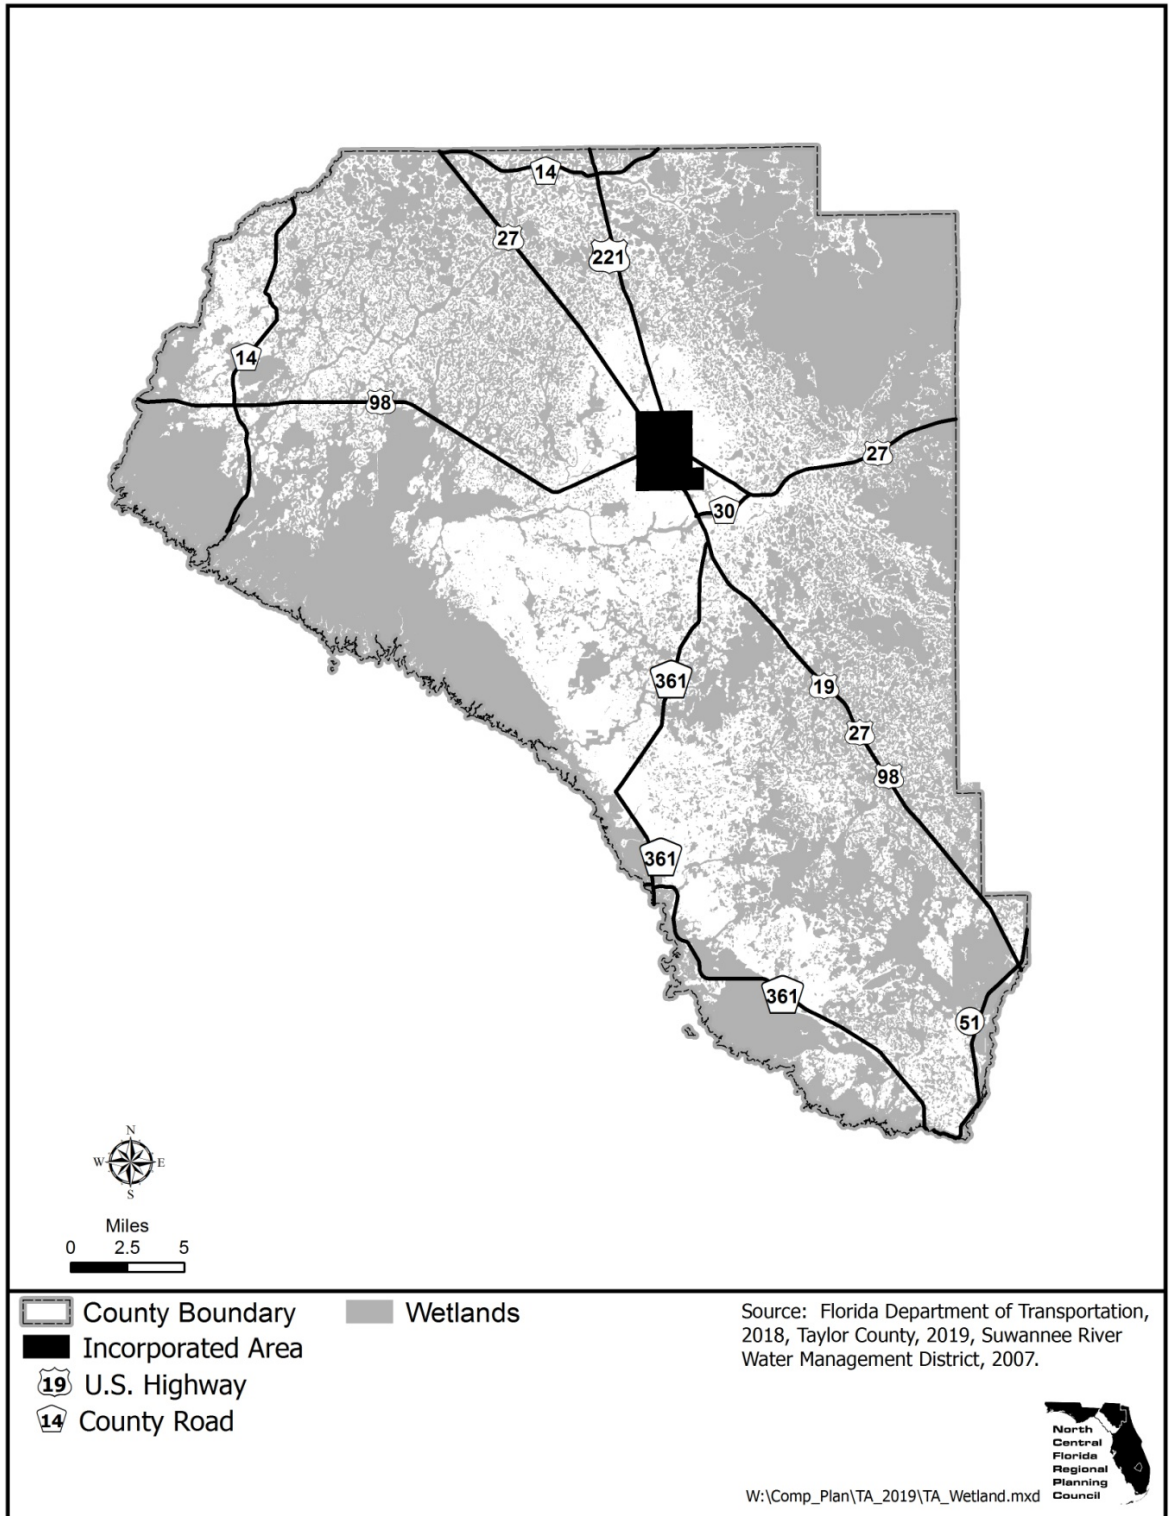 14
27
221
14
98
27
30
361
19
27
98
361
361
51
N
W E
S
Miles
0 2.5 5
County Boundary
Wetlands
Incorporated Area
19 U.S. Highway
14 County Road
Source: Florida Department of Transportation,
2018, Taylor County, 2019, Suwannee River
Water Management District, 2007.
North
Central
Florida
Regional
Planning
Council
W:\Comp_Plan\TA_2019\TA_Wetland.mxd